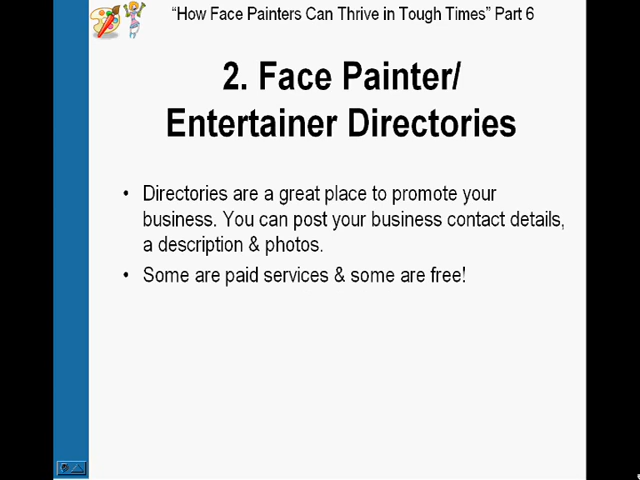 “How Face Painters Can Thrive in Tough Times” Part 6
2. Face Painter/
Entertainer Directories
• Directories are a great place to promote your
business. You can post your business contact details,
a description & photos.
• Some are paid services & some are free!